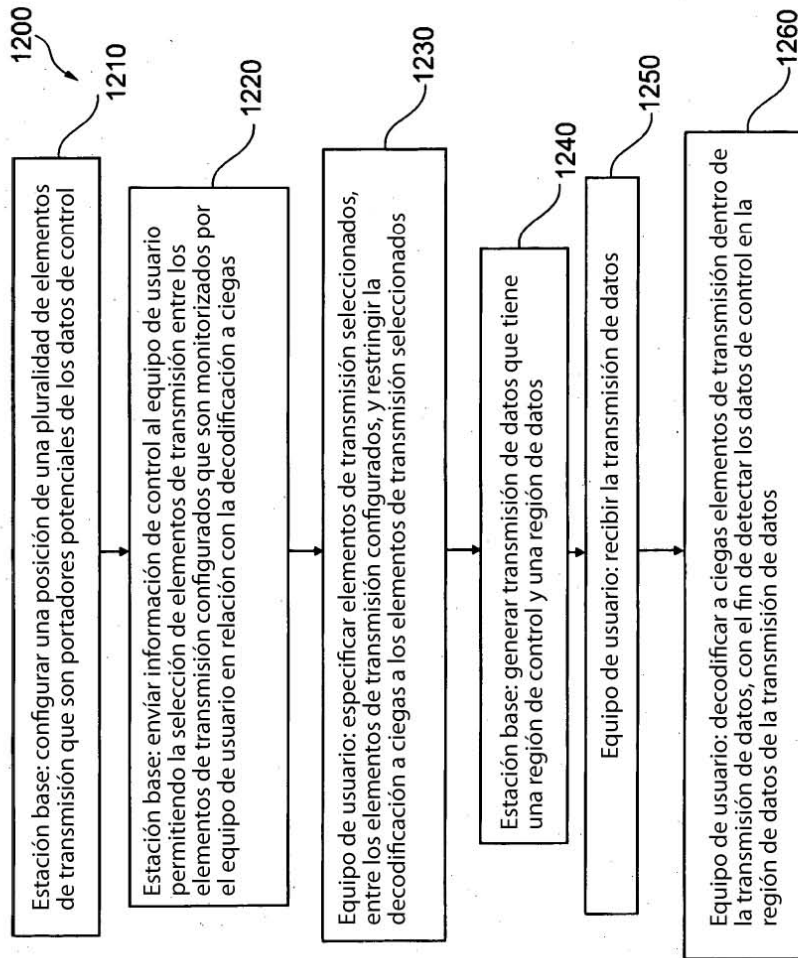 1200
1210
Estación base: configurar una posición de una pluralidad de elementos
de transmisión que son portadores potenciales de los datos de control
1220
Estación base: envíar información de control al equipo de usuario
permitiendo la selección de elementos de transmisión entre los
elementos de transmisión configurados que son monitorizados por
el equipo de usuario en relación con la decodificación a ciegas
1230
Equipo de usuario: especificar elementos de transmisión seleccionados,
entre los elementos de transmisión configurados, y restringir la
decodificación a ciegas a los elementos de transmisión seleccionados
1240
Estación base: generar transmisión de datos que tiene
una región de control y una región de datos
1250
Equipo de usuario: recibir la transmisión de datos
1260
Equipo de usuario: decodificar a ciegas elementos de transmisión dentro de
la transmisión de datos, con el fin de detectar los datos de control en la
región de datos de la transmisión de datos